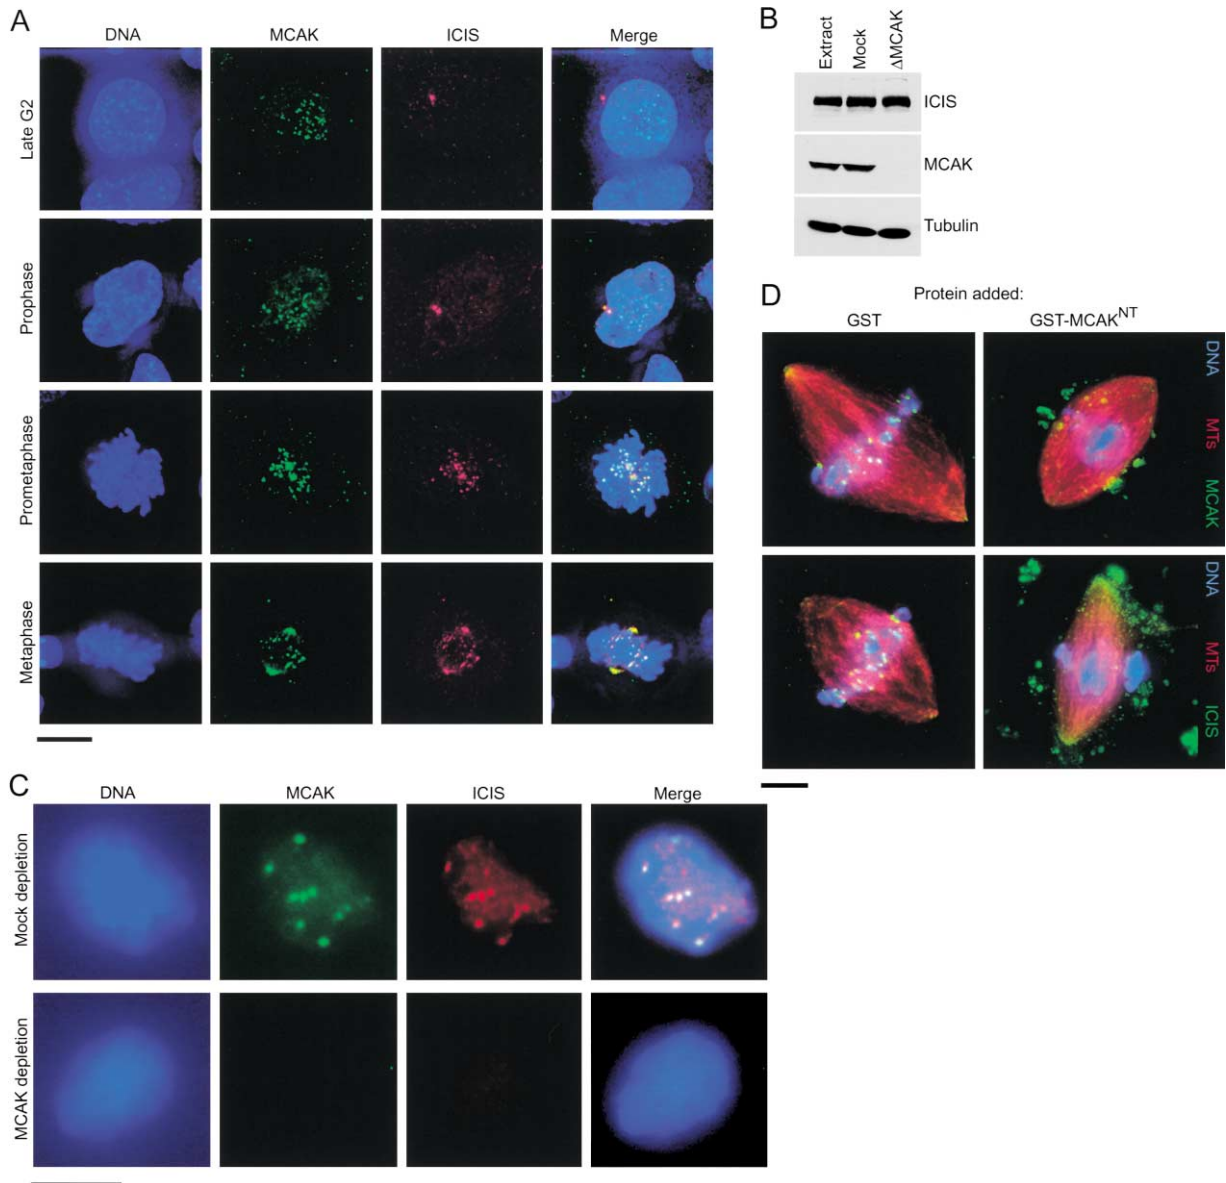 A
DNA MCAK ICIS Merge
Late G2
Prophase
Prometaphase
Metaphase
B
Extract
Mock
ΔMCAK
ICIS
MCAK
Tubulin
C
DNA MCAK ICIS Merge
Mock depletion
MCAK depletion
D
Protein added:
GST GST-MCAK^NT
DNA MTs MCAK
DNA MTs ICIS